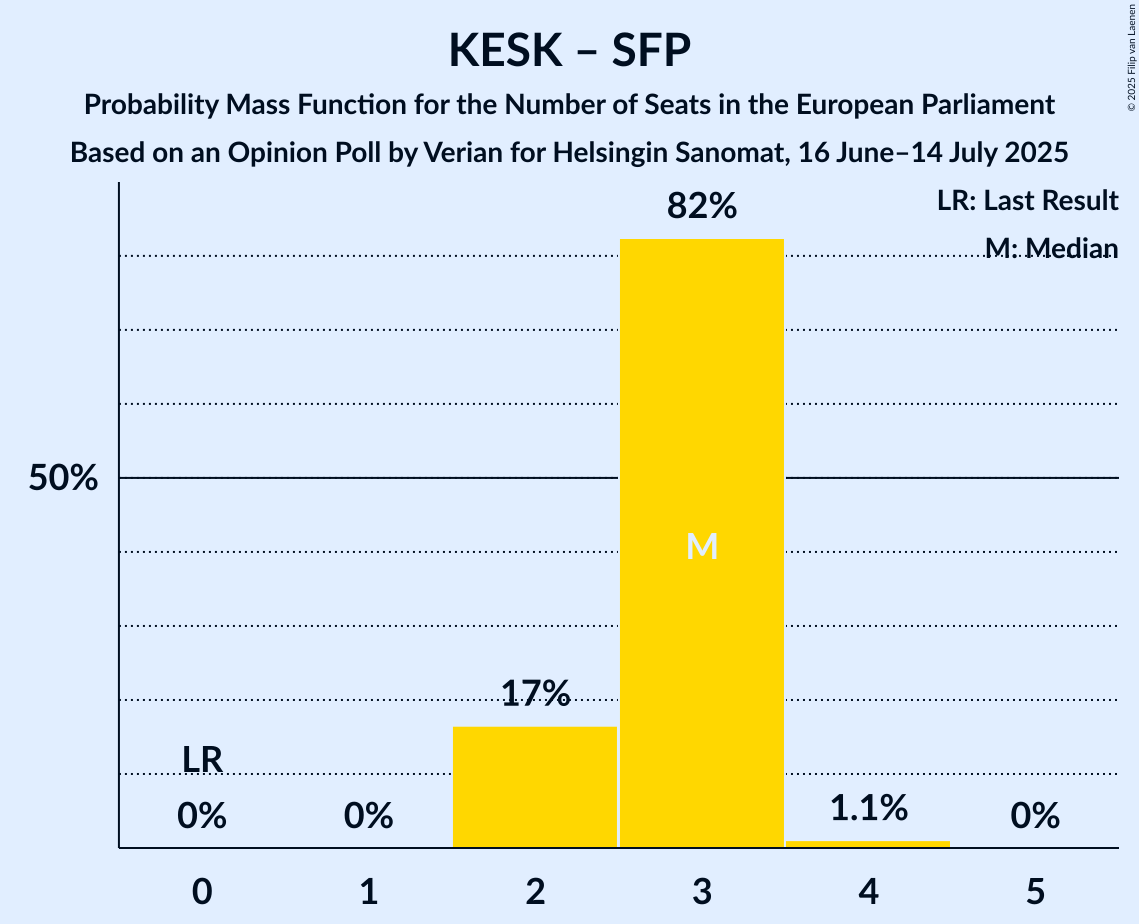 KESK – SFP
Probability Mass Function for the Number of Seats in the European Parliament
Based on an Opinion Poll by Verian for Helsingin Sanomat, 16 June–14 July 2025
© 2025 Filip van Laenen
LR: Last Result
M: Median
82%
50%
M
17%
LR
0%
0%
1.1%
0%
0
1
2
3
4
5